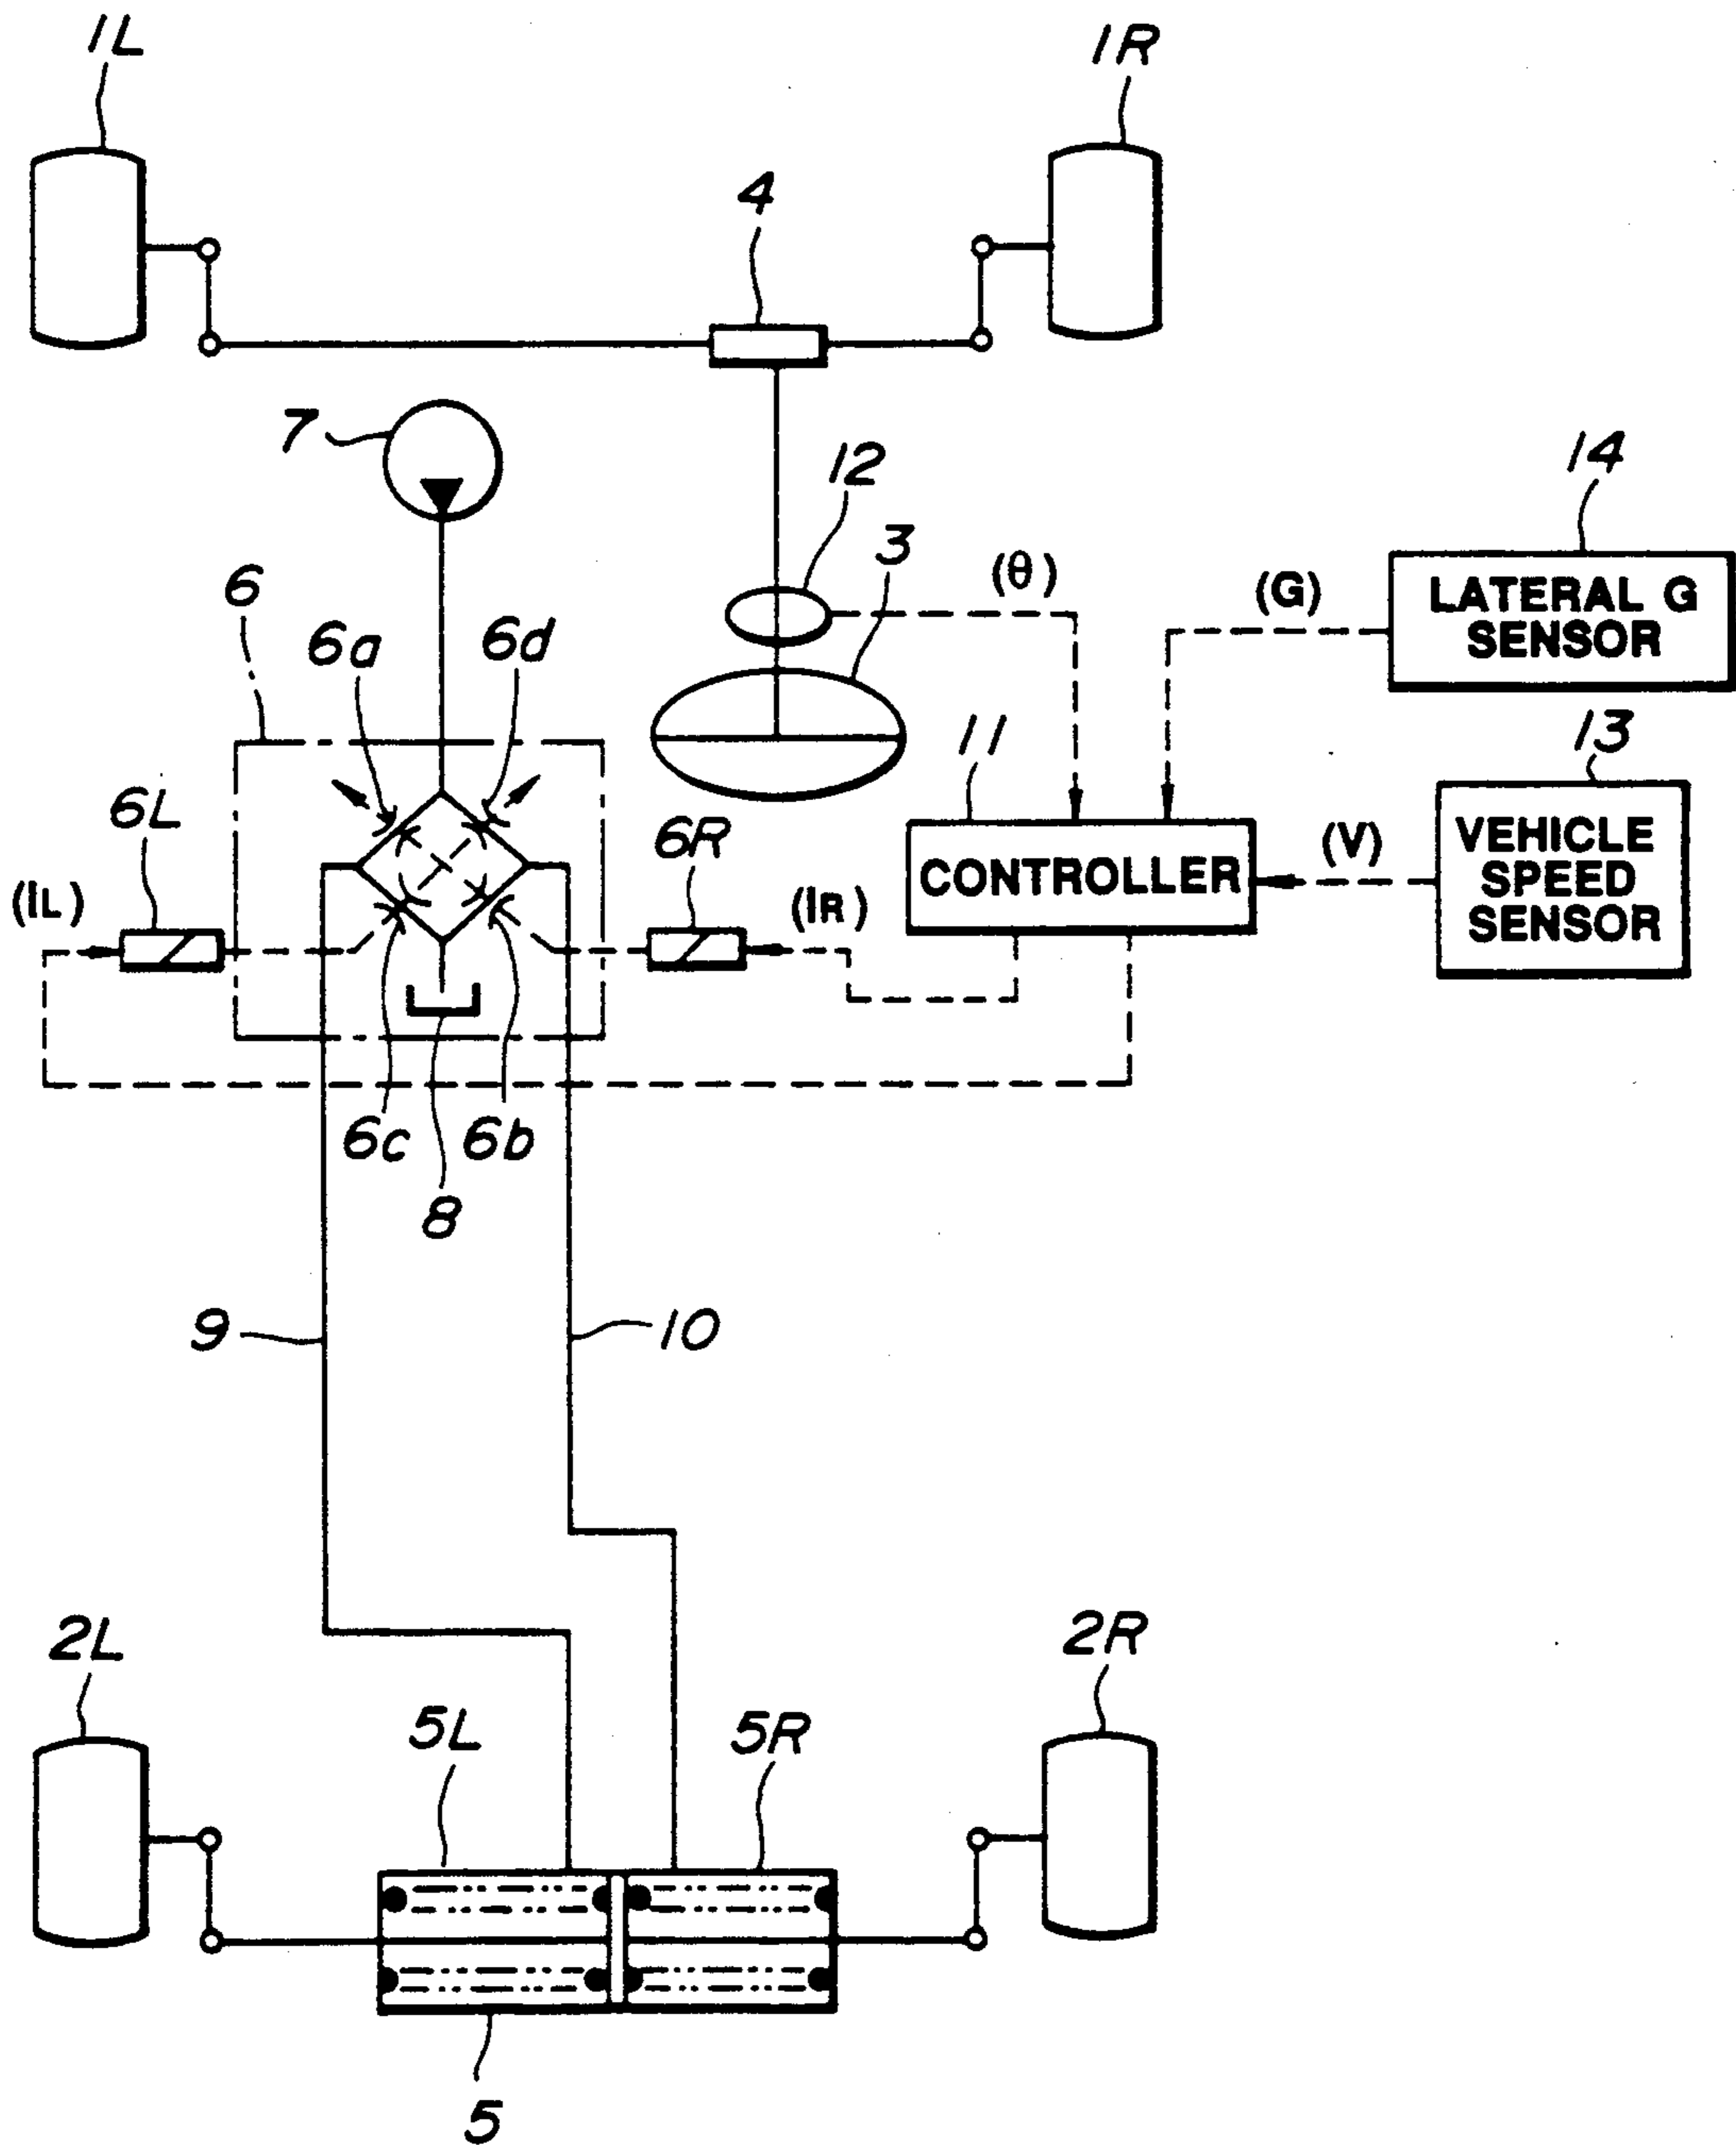 1L
1R
4
7
12
3
(θ)
14
(G)
LATERAL G
SENSOR
6
6a
6d
11
13
6L
6R
(V)
VEHICLE
SPEED
SENSOR
CONTROLLER
(IL)
(IR)
6c
6b
8
9
10
2L
2R
5L
5R
5